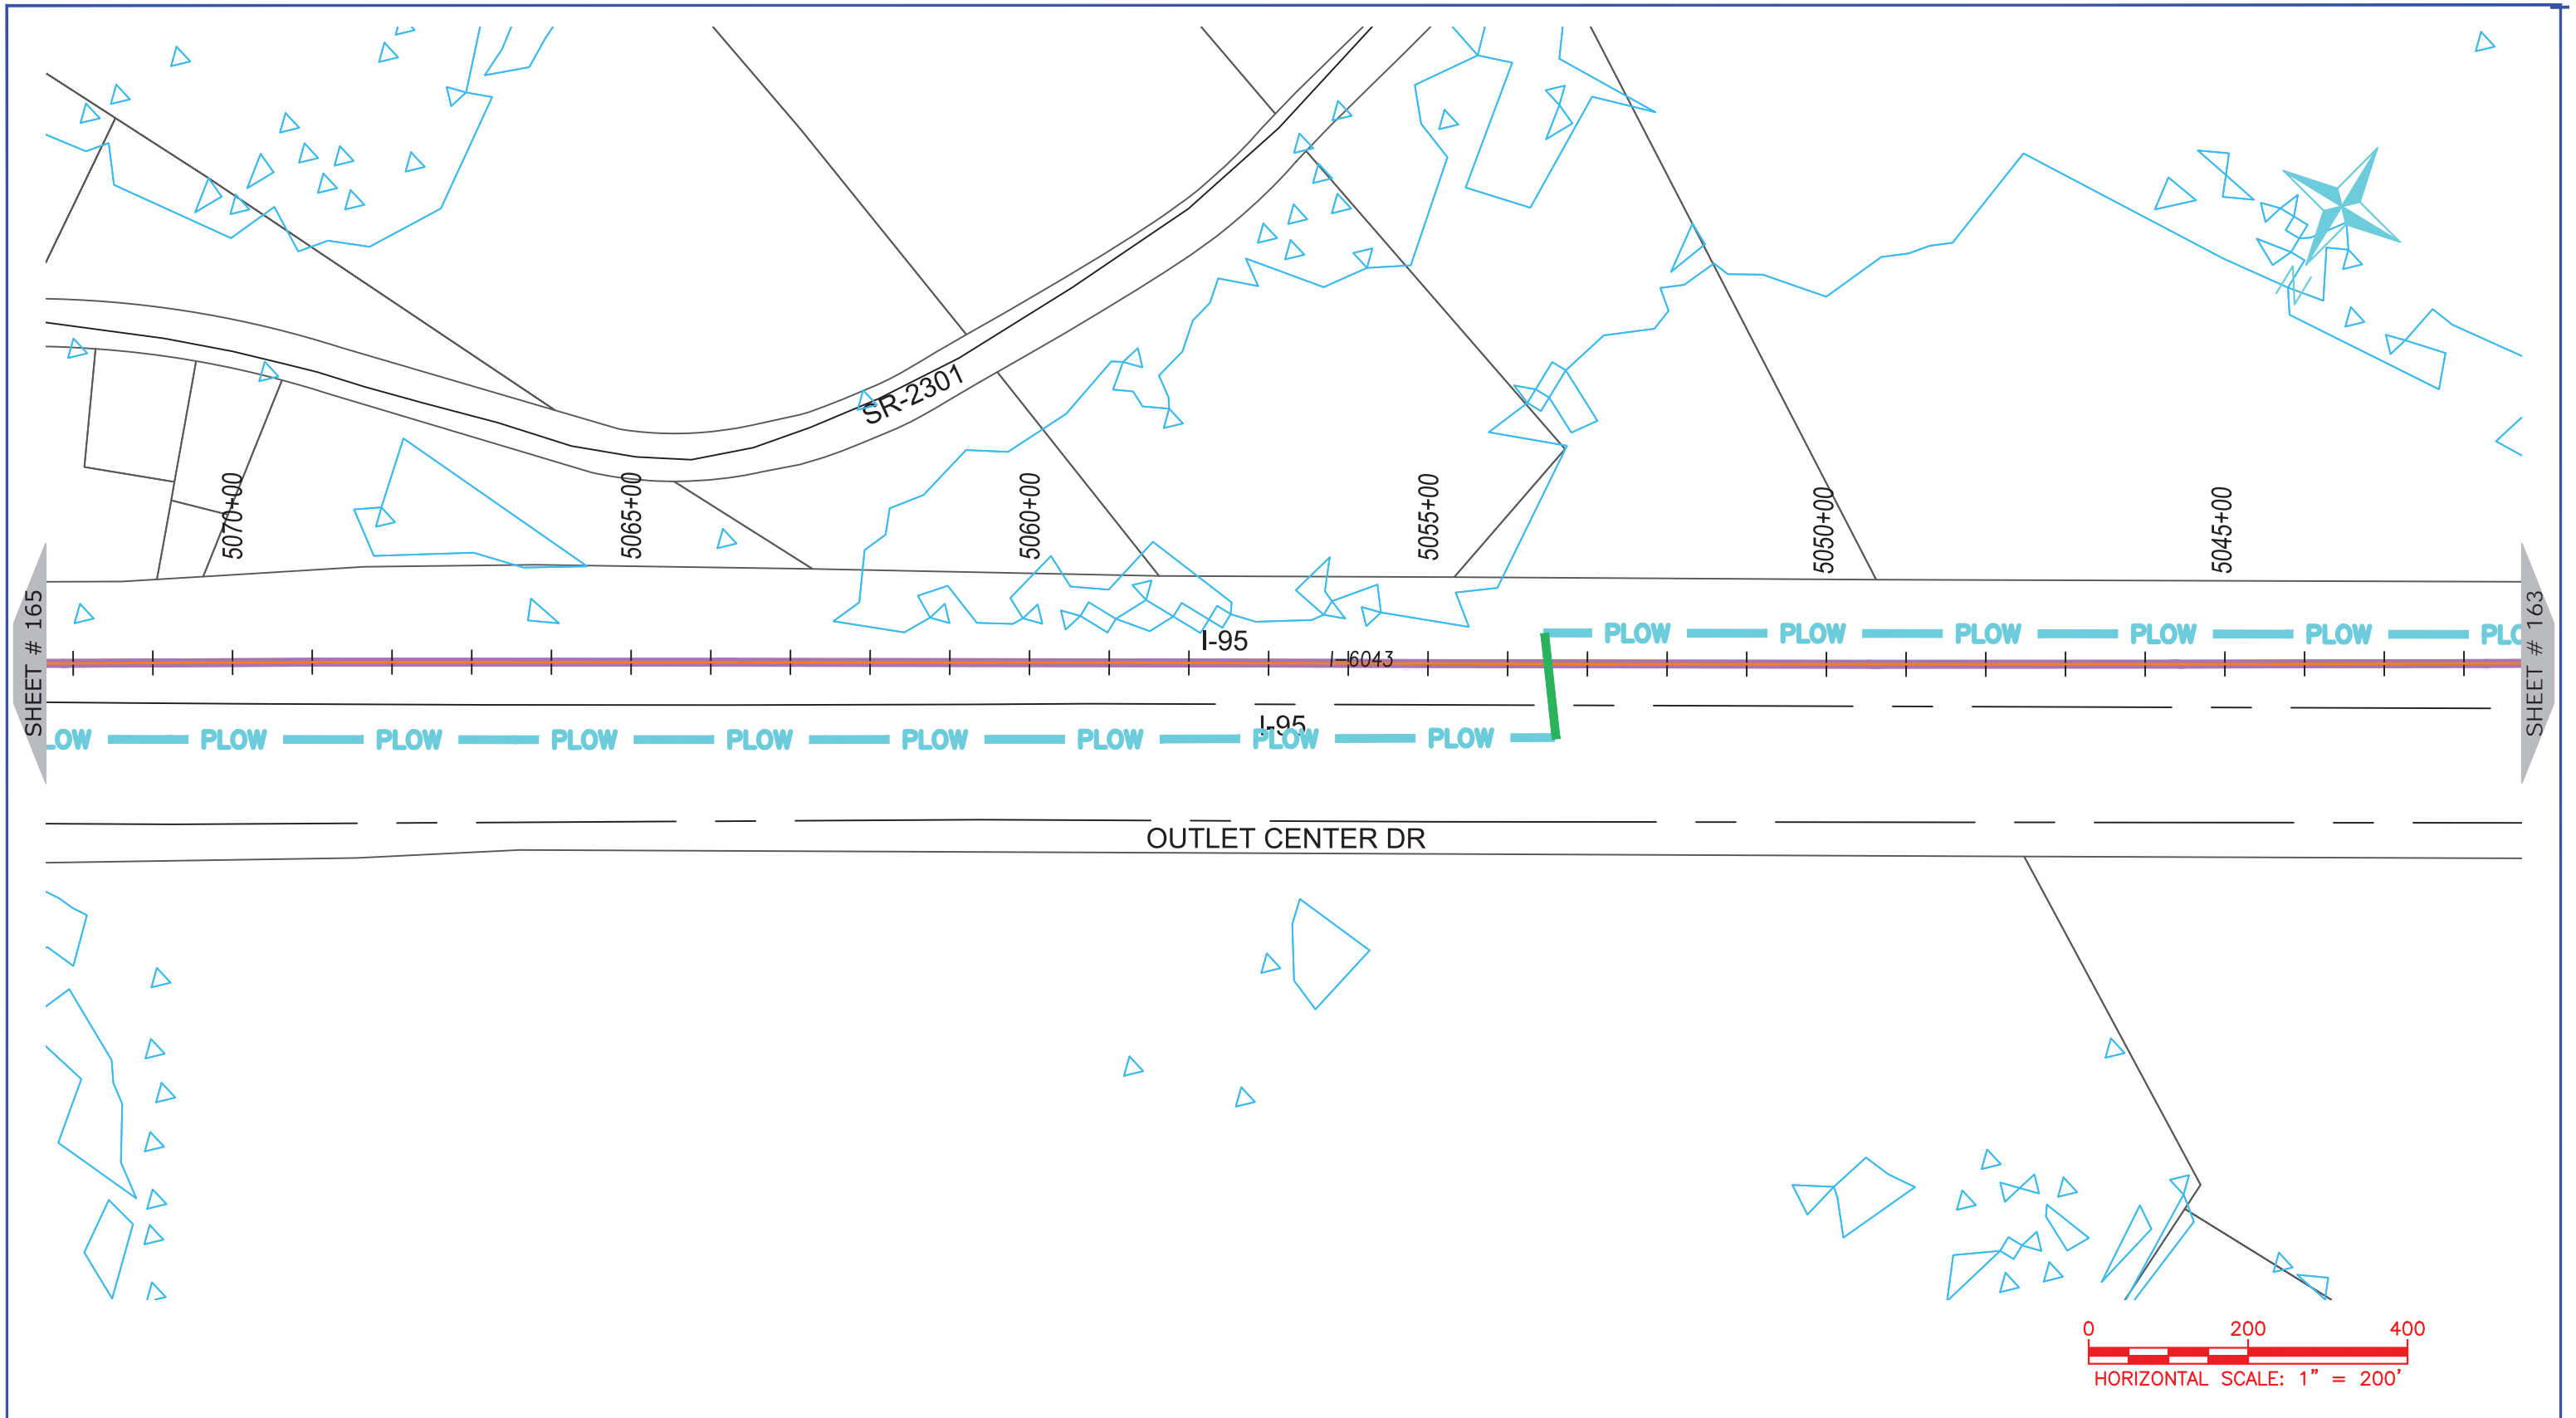 SR-2301
5070+00
5065+00
5060+00
5055+00
5050+00
5045+00
N
SHEET # 165
SHEET # 163
PLOW PLOW PLOW PLOW PLOW PLO
I-95
I-6043
I-95
LOW PLOW PLOW PLOW PLOW PLOW PLOW PLOW PLOW
OUTLET CENTER DR
0 200 400
HORIZONTAL SCALE: 1" = 200'